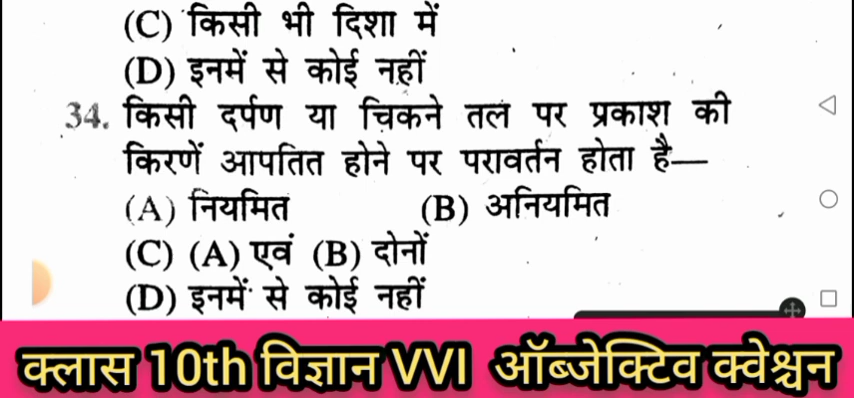 (C) किसी भी दिशा में
(D) इनमें से कोई नहीं
34. किसी दर्पण या चिकने तल पर प्रकाश की
किरणें आपतित होने पर परावर्तन होता है—
(A) नियमित (B) अनियमित
(C) (A) एवं (B) दोनों
(D) इनमें से कोई नहीं
क्लास 10th विज्ञान VVI ऑब्जेक्टिव क्वेश्चन